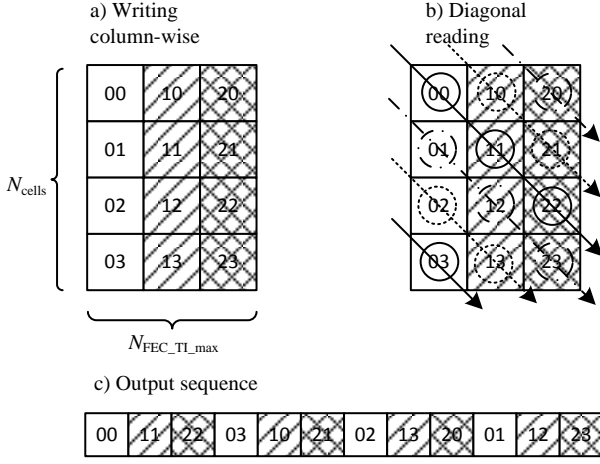 a) Writing
column-wise
b) Diagonal
reading
00 10 20
01 11 21
02 12 22
03 13 23
N_cells
N_FEC_TI_max
00 10 20
01 11 21
02 12 22
03 13 23
c) Output sequence
00 11 22 03 10 21 02 13 20 01 12 23